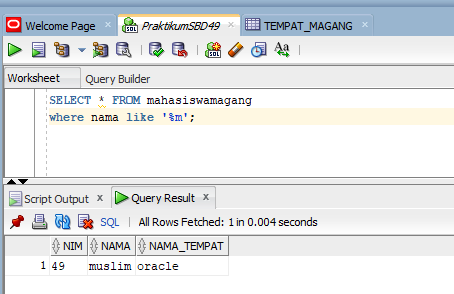 Welcome Page PraktikumSBD49 TEMPAT_MAGANG
Worksheet Query Builder
SELECT * FROM mahasiswamagang
where nama like '%m';
Script Output Query Result
SQL All Rows Fetched: 1 in 0.004 seconds
NIM NAMA NAMA_TEMPAT
1 49 muslim oracle